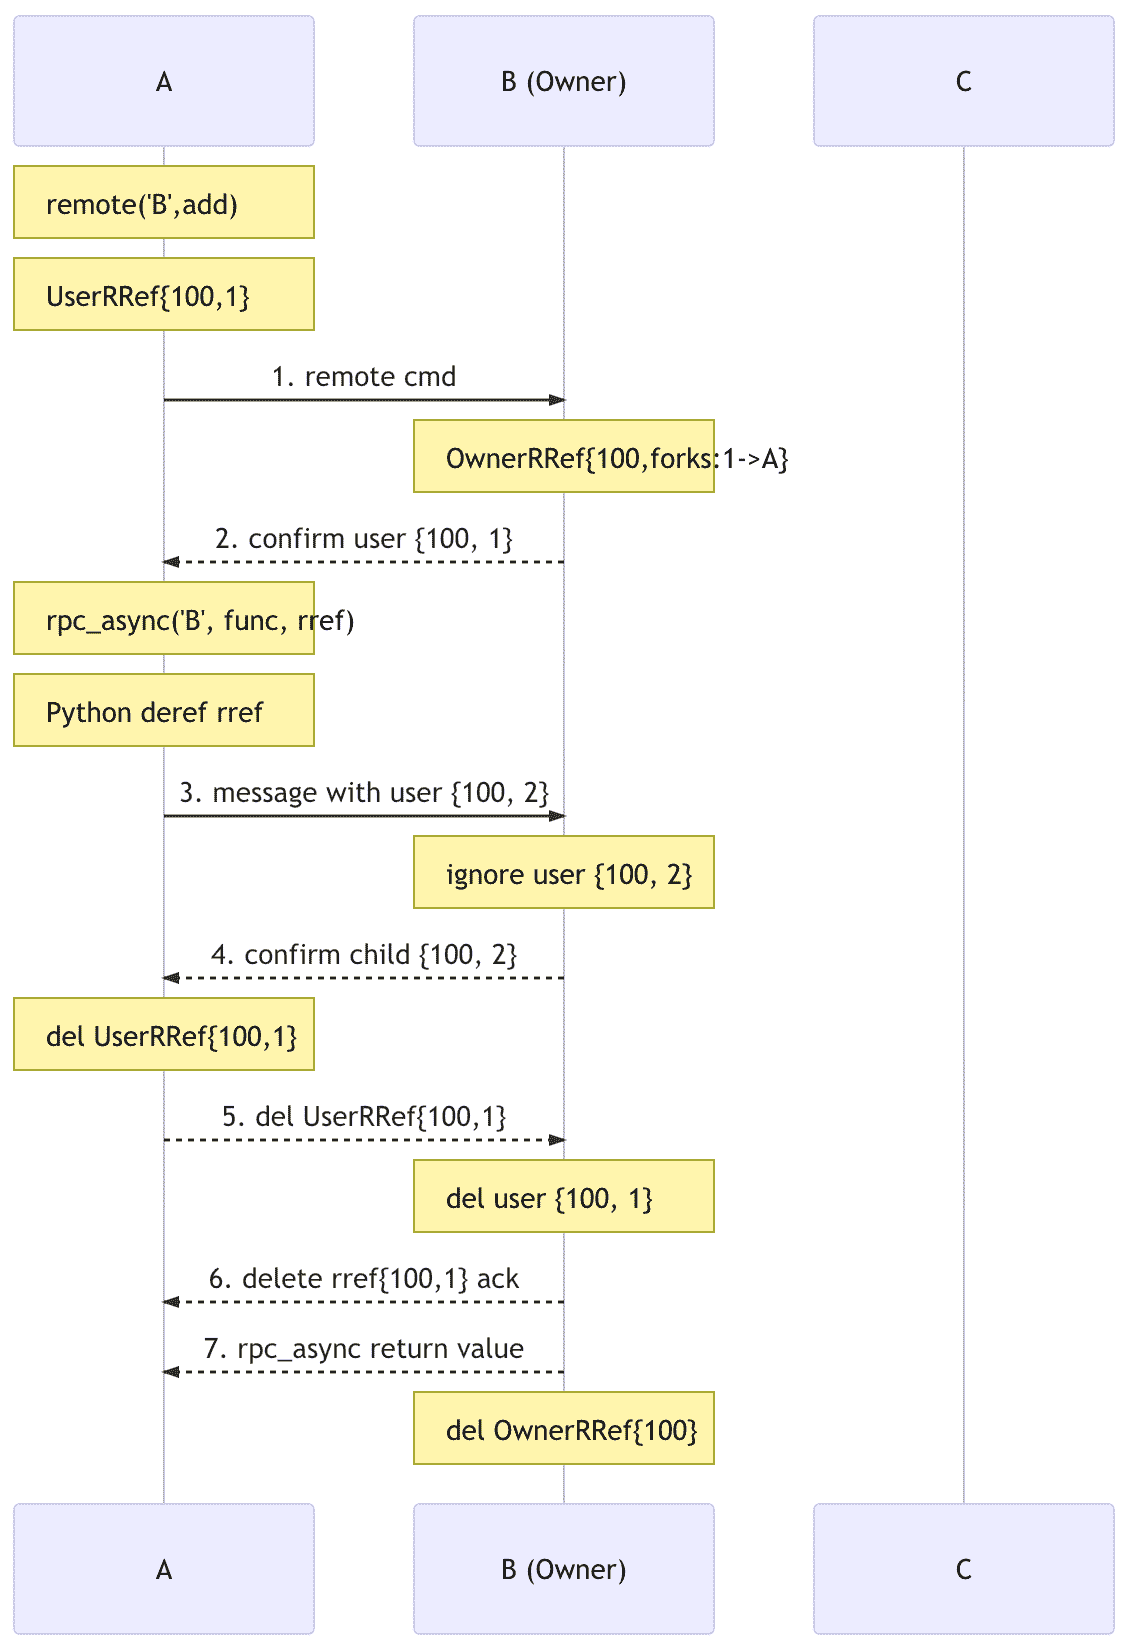 A
B (Owner)
C
remote('B',add)
UserRRef{100,1}
1. remote cmd
OwnerRRef{100,forks:1->A}
2. confirm user {100, 1}
rpc_async('B', func, rref)
Python deref rref
3. message with user {100, 2}
ignore user {100, 2}
4. confirm child {100, 2}
del UserRRef{100,1}
5. del UserRRef{100,1}
del user {100, 1}
6. delete rref{100,1} ack
7. rpc_async return value
del OwnerRRef{100}
A
B (Owner)
C